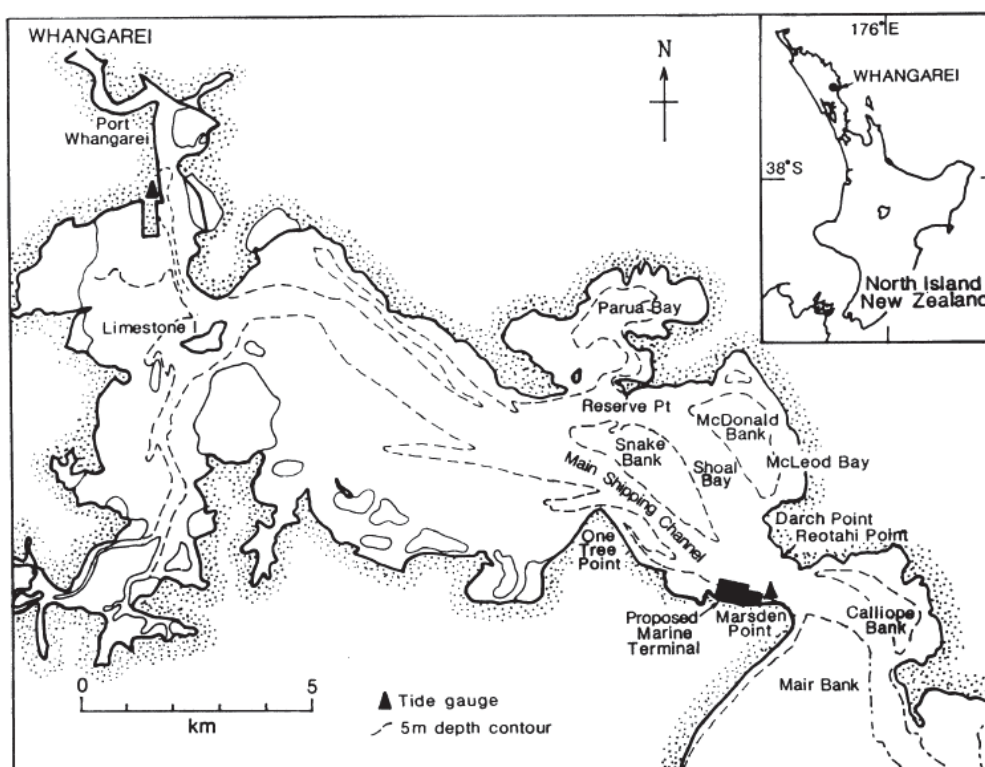 WHANGAREI
Port
Whangarei
N
176°E
WHANGAREI
38°S
North Island
New Zealand
Limestone I
Parua Bay
Reserve Pt
McDonald
Bank
Snake
Bank
Shoal
Bay
McLeod Bay
Main Shipping Channel
Darch Point
Reotahi Point
One
Tree
Point
Proposed
Marine
Terminal
Marsden
Point
Calliope
Bank
Mair Bank
0 5
km
Tide gauge
5m depth contour